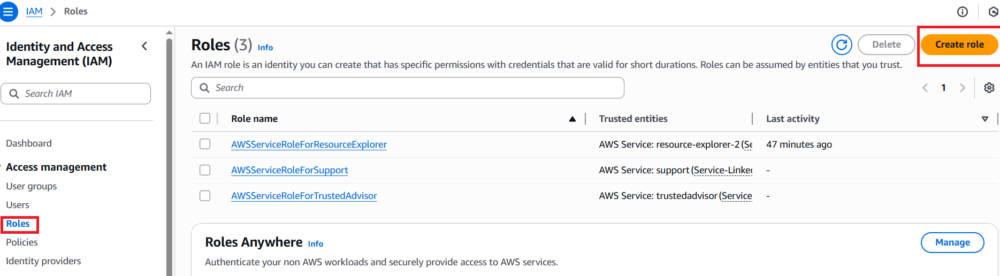 IAM > Roles
Identity and Access
Management (IAM)
Search IAM
Dashboard
Access management
User groups
Users
Roles
Policies
Identity providers
Roles (3) Info
Delete
Create role
An IAM role is an identity you can create that has specific permissions with credentials that are valid for short durations. Roles can be assumed by entities that you trust.
Search
1
Role name Trusted entities Last activity
AWSServiceRoleForResourceExplorer AWS Service: resource-explorer-2 (Se 47 minutes ago
AWSServiceRoleForSupport AWS Service: support (Service-Linked -
AWSServiceRoleForTrustedAdvisor AWS Service: trustedadvisor (Service -
Roles Anywhere Info
Manage
Authenticate your non AWS workloads and securely provide access to AWS services.